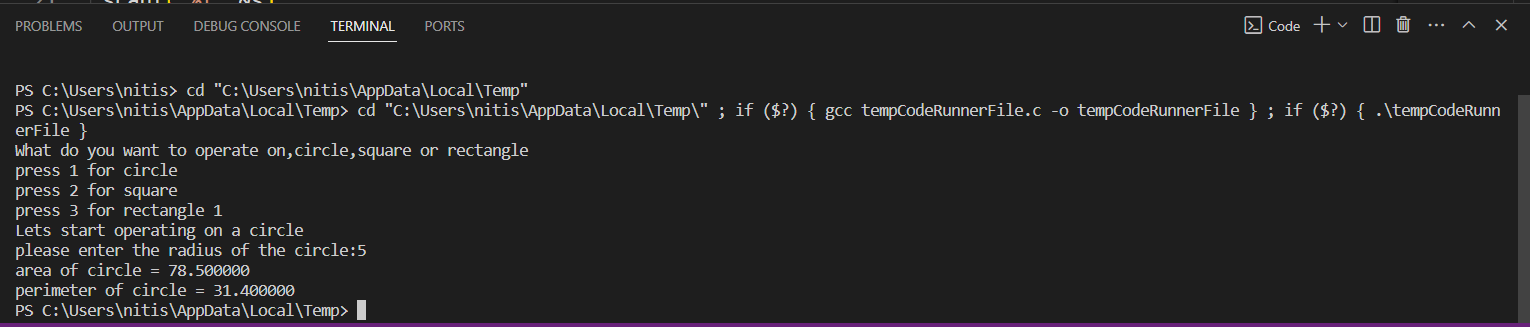 PROBLEMS OUTPUT DEBUG CONSOLE TERMINAL PORTS Code
PS C:\Users\nitis> cd "C:\Users\nitis\AppData\Local\Temp"
PS C:\Users\nitis\AppData\Local\Temp> cd "C:\Users\nitis\AppData\Local\Temp\" ; if ($?) { gcc tempCodeRunnerFile.c -o tempCodeRunnerFile } ; if ($?) { .\tempCodeRunn
erFile }
What do you want to operate on,circle,square or rectangle
press 1 for circle
press 2 for square
press 3 for rectangle 1
Lets start operating on a circle
please enter the radius of the circle:5
area of circle = 78.500000
perimeter of circle = 31.400000
PS C:\Users\nitis\AppData\Local\Temp>